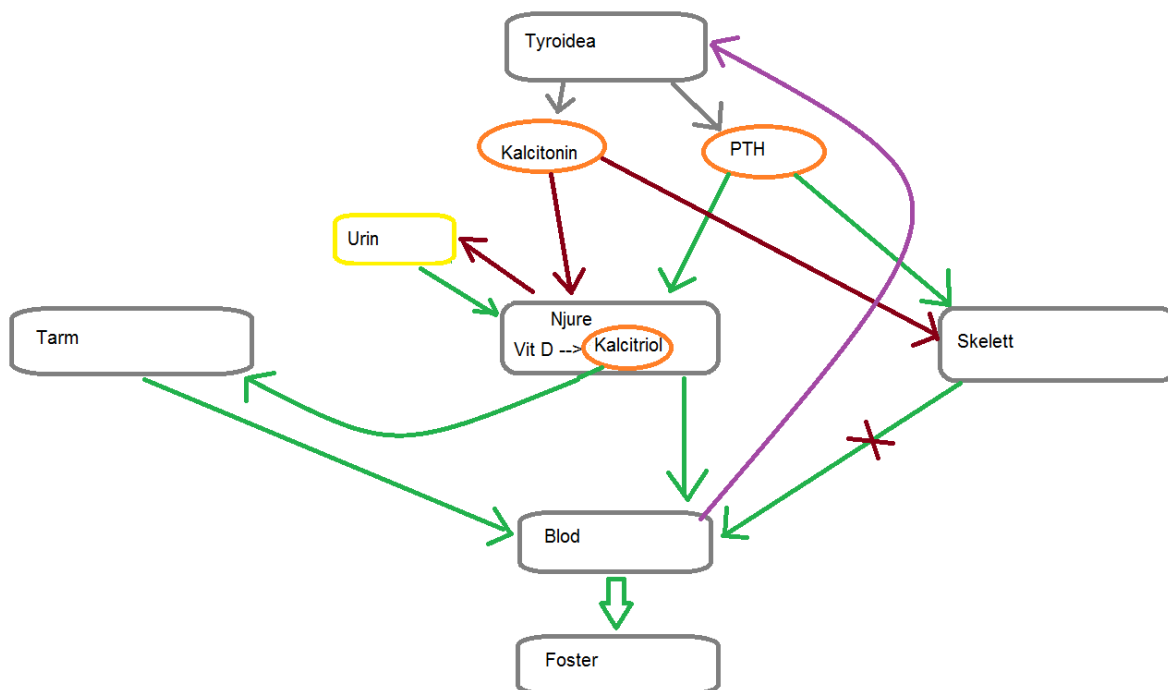 Tyroidea
Kalcitonin
PTH
Urin
Njure
Vit D --> Kalcitriol
Tarm
Skelett
Blod
Foster